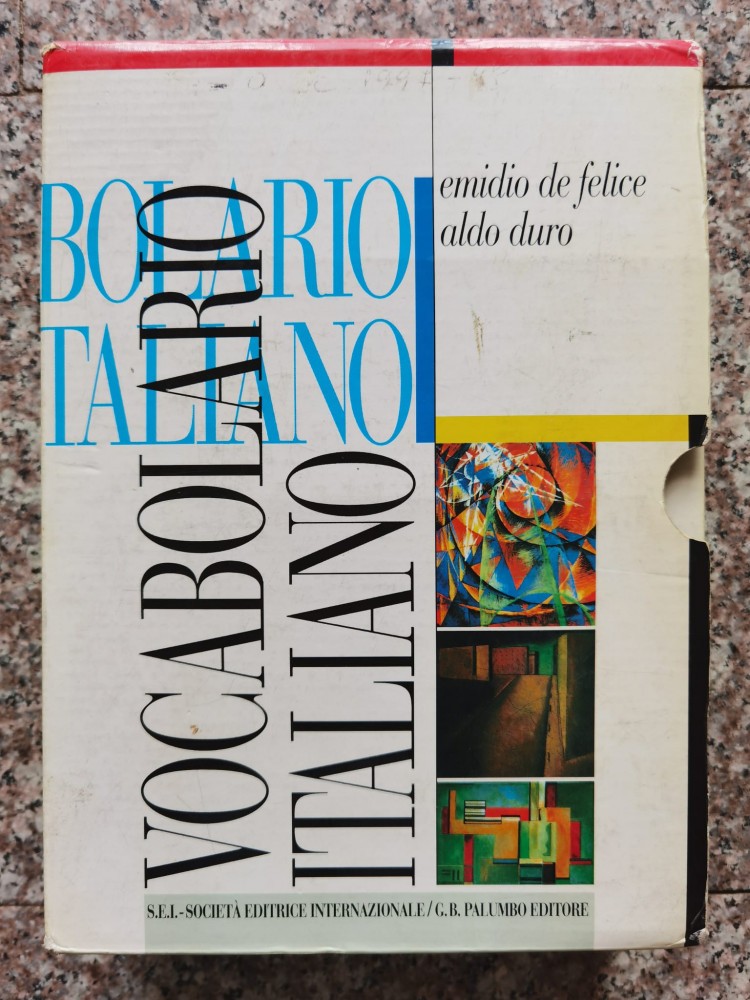 emidio de felice
aldo duro
BOLARIO
TALIANO
VOCABOLARIO
ITALIANO
S.E.I.-SOCIETÀ EDITRICE INTERNAZIONALE/G.B. PALUMBO EDITORE